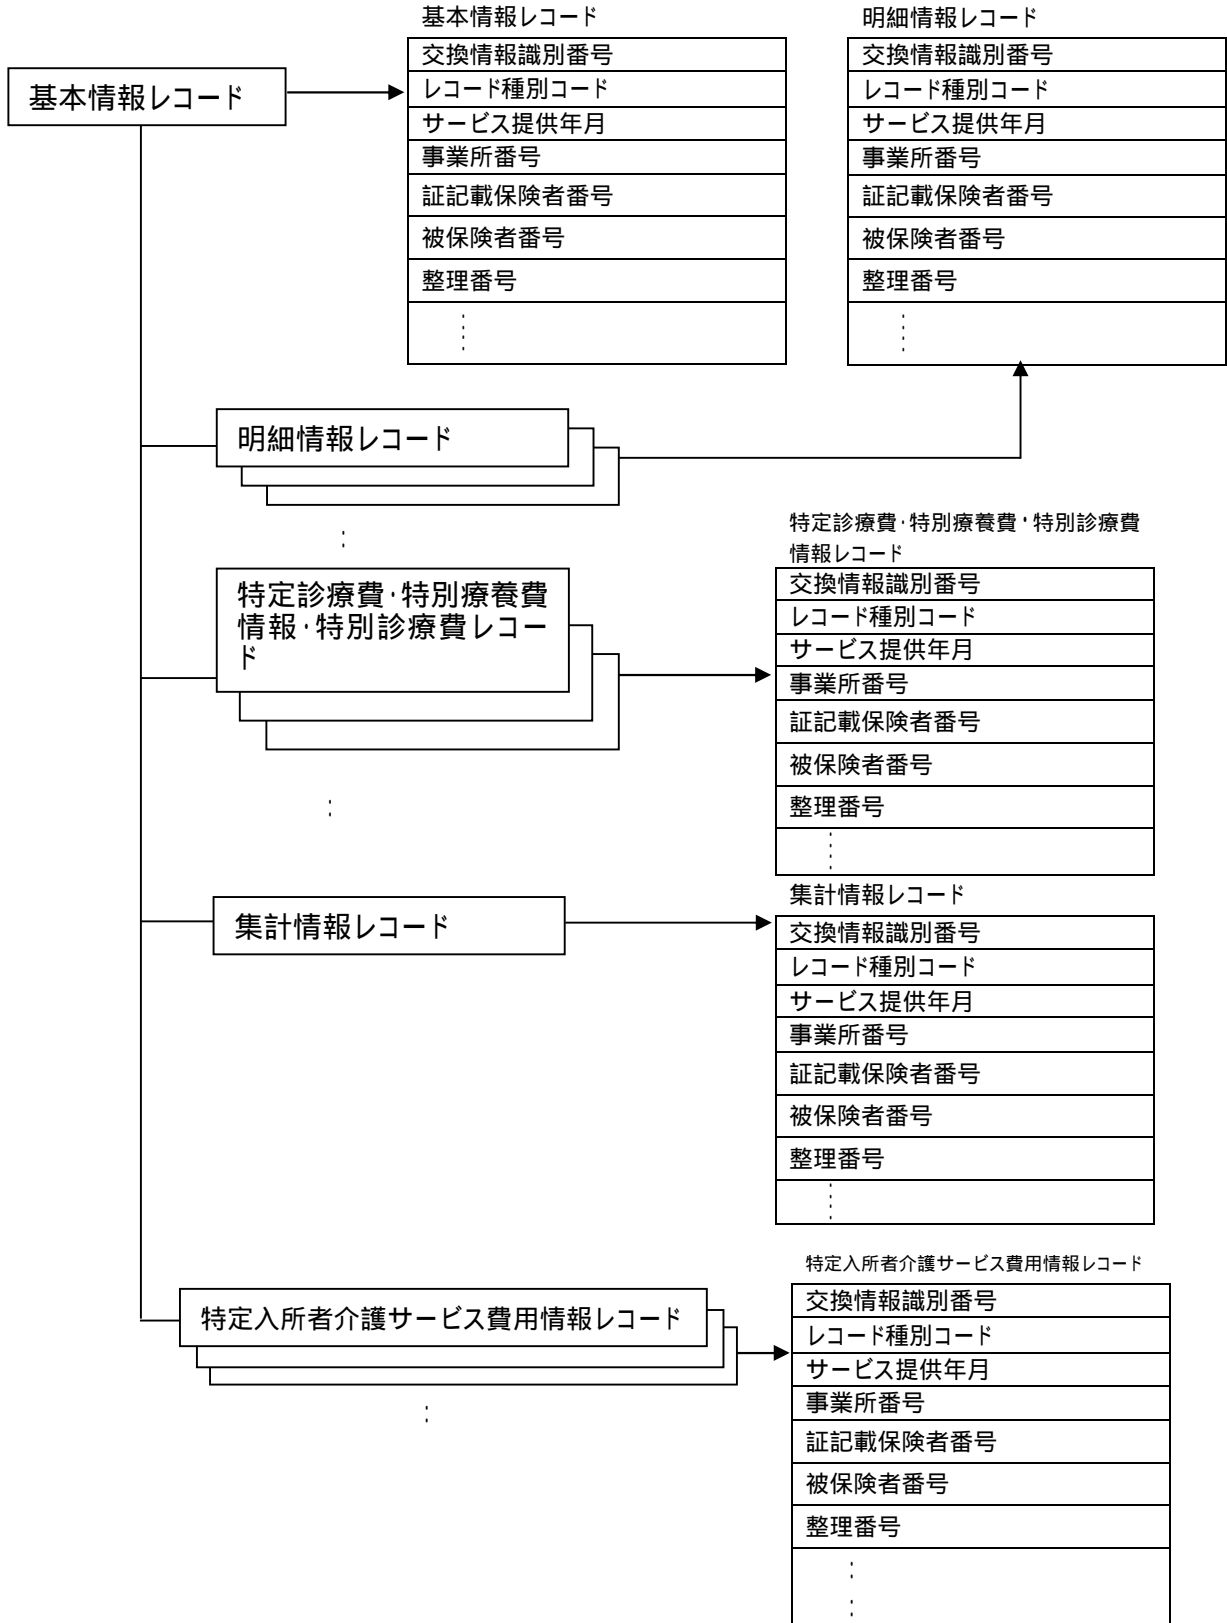 基本情報レコード
基本情報レコード
交換情報識別番号
レコード種別コード
サービス提供年月
事業所番号
証記載保険者番号
被保険者番号
整理番号
明細情報レコード
交換情報識別番号
レコード種別コード
サービス提供年月
事業所番号
証記載保険者番号
被保険者番号
整理番号
明細情報レコード
特定診療費・特別療養費
情報・特別診療費レコー
ド
特定診療費・特別療養費・特別診療費
情報レコード
交換情報識別番号
レコード種別コード
サービス提供年月
事業所番号
証記載保険者番号
被保険者番号
整理番号
集計情報レコード
集計情報レコード
交換情報識別番号
レコード種別コード
サービス提供年月
事業所番号
証記載保険者番号
被保険者番号
整理番号
特定入所者介護サービス費用情報レコード
特定入所者介護サービス費用情報レコード
交換情報識別番号
レコード種別コード
サービス提供年月
事業所番号
証記載保険者番号
被保険者番号
整理番号